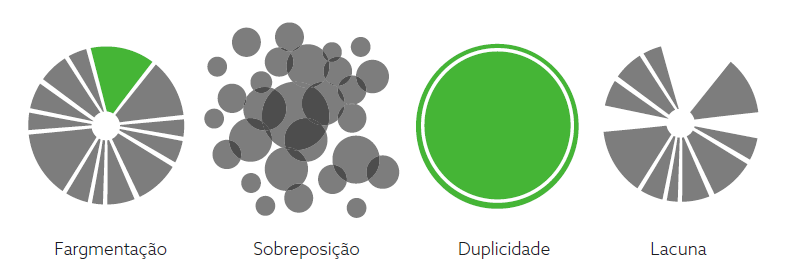 Fargmentação
Sobreposição
Duplicidade
Lacuna